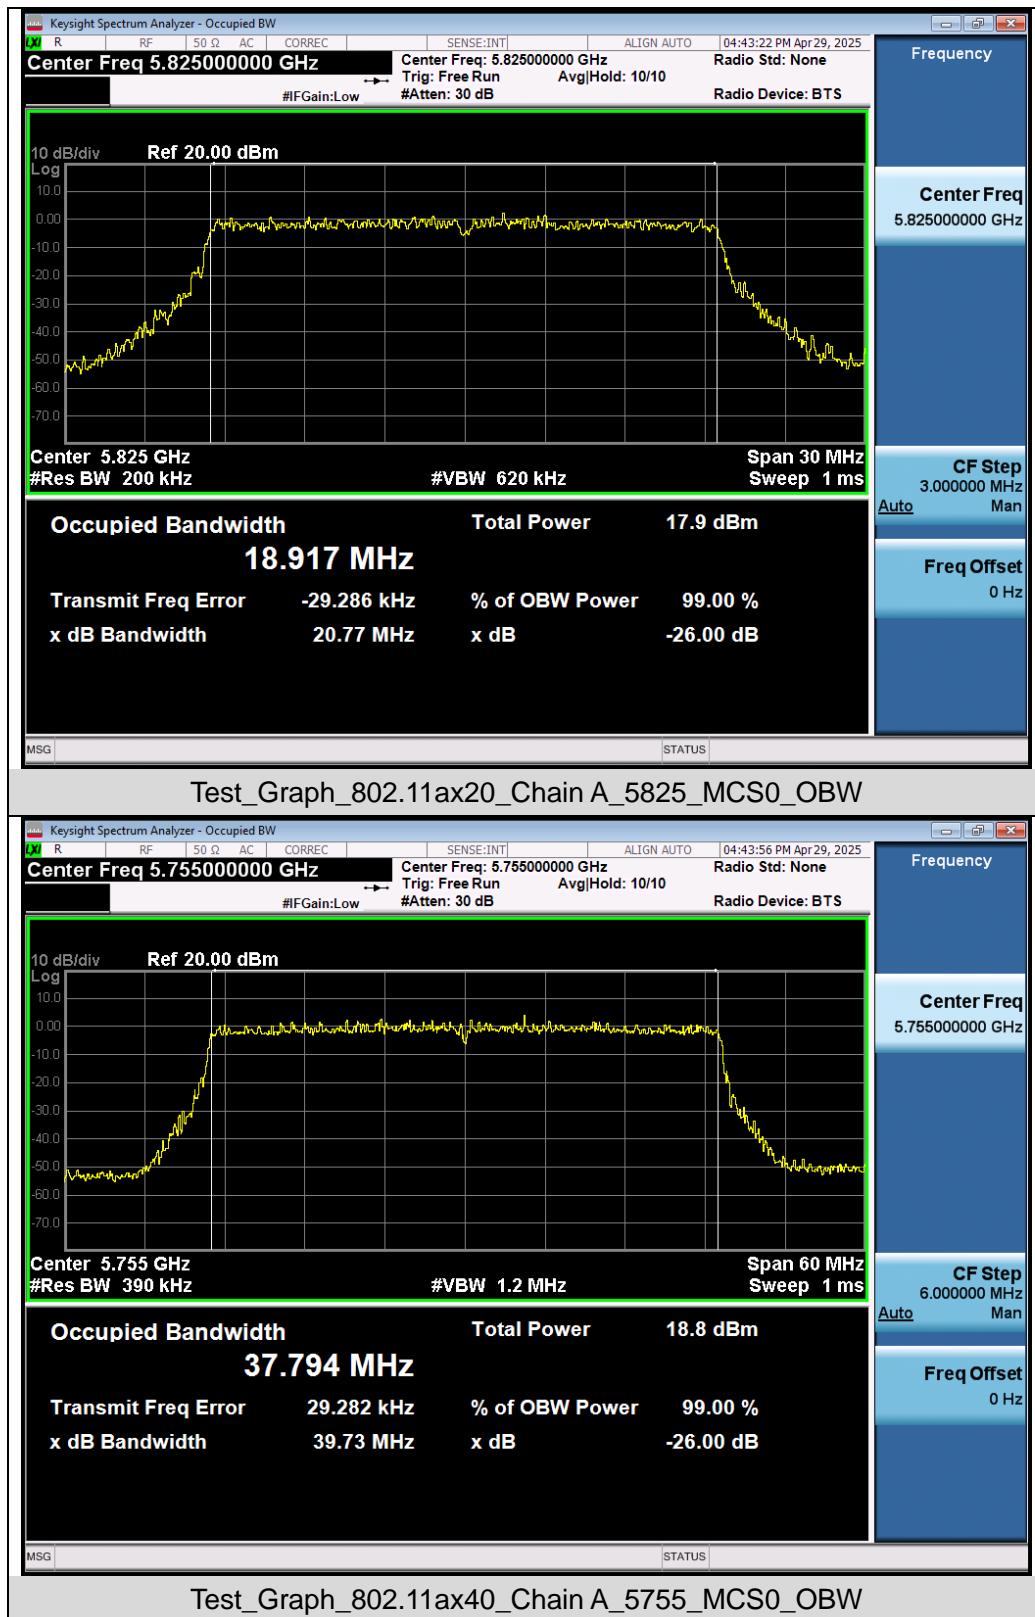 Keysight Spectrum Analyzer - Occupied BW
LXI R RF 50 Ω AC CORREC SENSE:INT ALIGN AUTO 04:43:22 PM Apr 29, 2025
Center Freq 5.825000000 GHz
Center Freq: 5.825000000 GHz
Radio Std: None
Trig: Free Run Avg|Hold: 10/10
#IFGain:Low
#Atten: 30 dB
Radio Device: BTS
Frequency
10 dB/div Ref 20.00 dBm
Log
10.0
0.00
-10.0
-20.0
-30.0
-40.0
-50.0
-60.0
-70.0
Center 5.825 GHz Span 30 MHz
#Res BW 200 kHz #VBW 620 kHz Sweep 1 ms
Center Freq
5.825000000 GHz
CF Step
3.000000 MHz
Auto Man
Freq Offset
0 Hz
Occupied Bandwidth Total Power 17.9 dBm
18.917 MHz
Transmit Freq Error -29.286 kHz % of OBW Power 99.00 %
x dB Bandwidth 20.77 MHz x dB -26.00 dB
MSG STATUS
Test_Graph_802.11ax20_Chain A_5825_MCS0_OBW
Keysight Spectrum Analyzer - Occupied BW
LXI R RF 50 Ω AC CORREC SENSE:INT ALIGN AUTO 04:43:56 PM Apr 29, 2025
Center Freq 5.755000000 GHz
Center Freq: 5.755000000 GHz
Radio Std: None
Trig: Free Run Avg|Hold: 10/10
#IFGain:Low
#Atten: 30 dB
Radio Device: BTS
Frequency
10 dB/div Ref 20.00 dBm
Log
10.0
0.00
-10.0
-20.0
-30.0
-40.0
-50.0
-60.0
-70.0
Center 5.755 GHz Span 60 MHz
#Res BW 390 kHz #VBW 1.2 MHz Sweep 1 ms
Center Freq
5.755000000 GHz
CF Step
6.000000 MHz
Auto Man
Freq Offset
0 Hz
Occupied Bandwidth Total Power 18.8 dBm
37.794 MHz
Transmit Freq Error 29.282 kHz % of OBW Power 99.00 %
x dB Bandwidth 39.73 MHz x dB -26.00 dB
MSG STATUS
Test_Graph_802.11ax40_Chain A_5755_MCS0_OBW